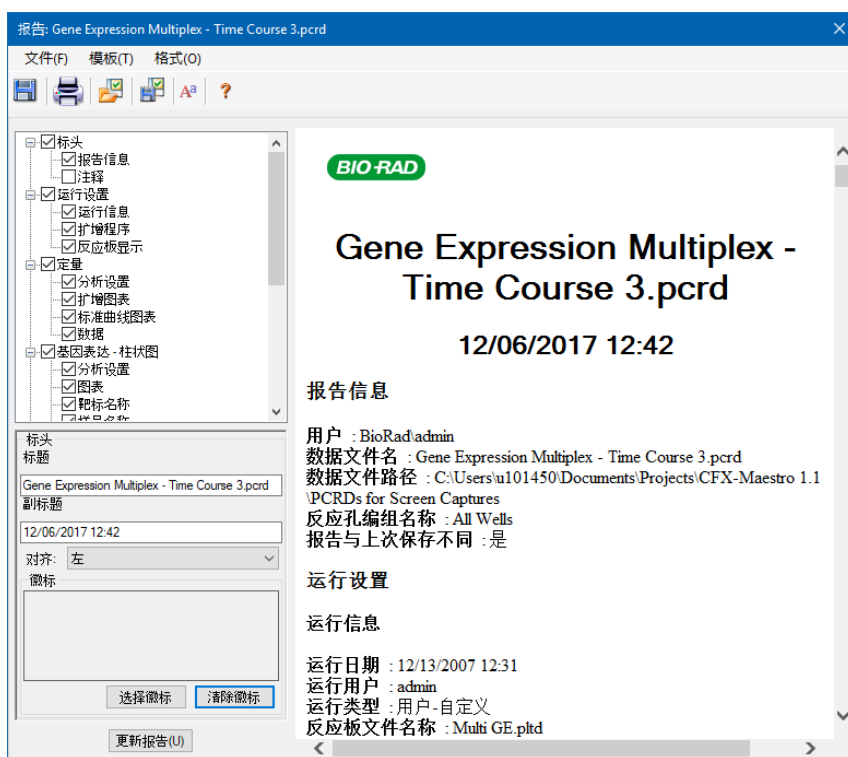 报告: Gene Expression Multiplex - Time Course 3.pcrd
文件(F) 模板(T) 格式(O)
标头
报告信息
注释
运行设置
运行信息
扩增程序
反应板显示
定量
分析设置
扩增图表
标准曲线图表
数据
基因表达 - 柱状图
分析设置
图表
靶标名称
样品名称
标头
标题
Gene Expression Multiplex - Time Course 3.pcrd
副标题
12/06/2017 12:42
对齐: 左
徽标
选择徽标 清除徽标
更新报告(U)
BIO-RAD
Gene Expression Multiplex -
Time Course 3.pcrd
12/06/2017 12:42
报告信息
用户 : BioRad\admin
数据文件名 : Gene Expression Multiplex - Time Course 3.pcrd
数据文件路径 : C:\Users\u101450\Documents\Projects\CFX-Maestro 1.1
\PCRDs for Screen Captures
反应孔编组名称 : All Wells
报告与上次保存不同 : 是
运行设置
运行信息
运行日期 : 12/13/2007 12:31
运行用户 : admin
运行类型 : 用户-自定义
反应板文件名称 : Multi GE.pltd